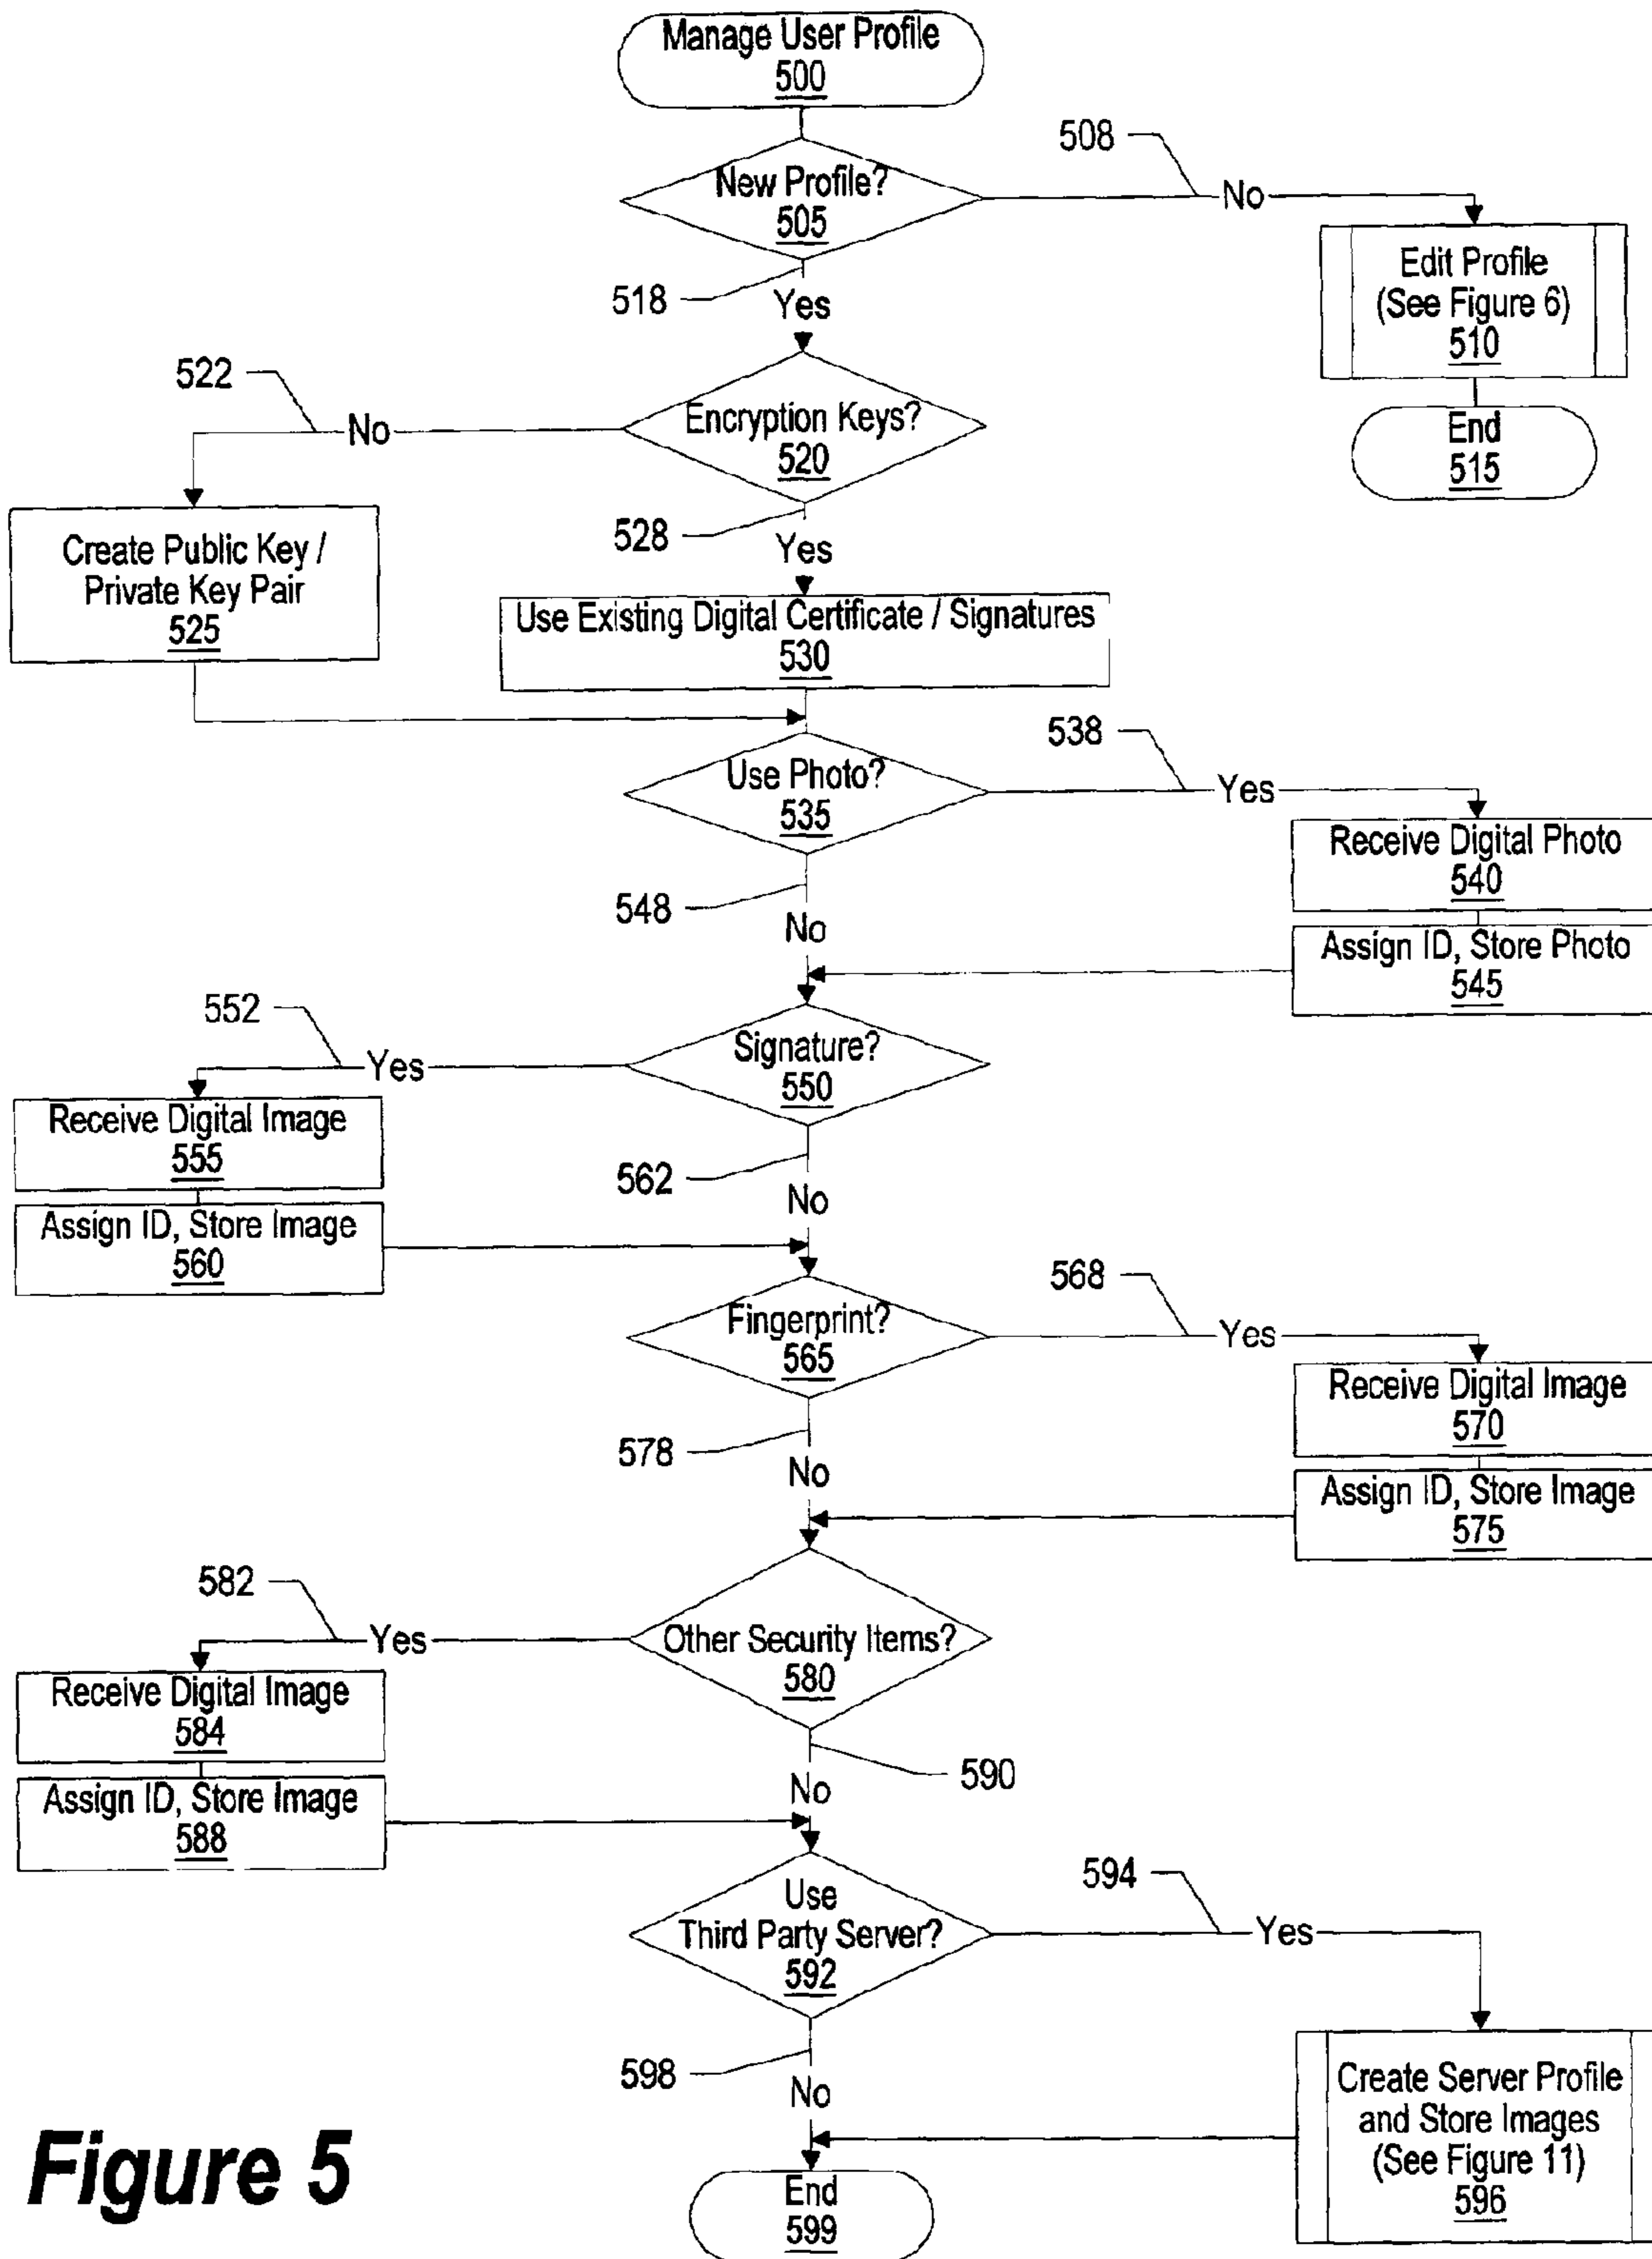 Manage User Profile
500
508
New Profile?
505
No
Edit Profile
(See Figure 6)
510
518
Yes
End
515
522
Encryption Keys?
520
No
528
Yes
Create Public Key /
Private Key Pair
525
Use Existing Digital Certificate / Signatures
530
538
Use Photo?
535
Yes
Receive Digital Photo
540
548
No
Assign ID, Store Photo
545
552
Signature?
550
Yes
Receive Digital Image
555
562
No
Assign ID, Store Image
560
568
Fingerprint?
565
Yes
Receive Digital Image
570
578
No
Assign ID, Store Image
575
582
Other Security Items?
580
Yes
Receive Digital Image
584
590
No
Assign ID, Store Image
588
594
Use
Third Party Server?
592
Yes
598
No
Create Server Profile
and Store Images
(See Figure 11)
596
End
599
Figure 5